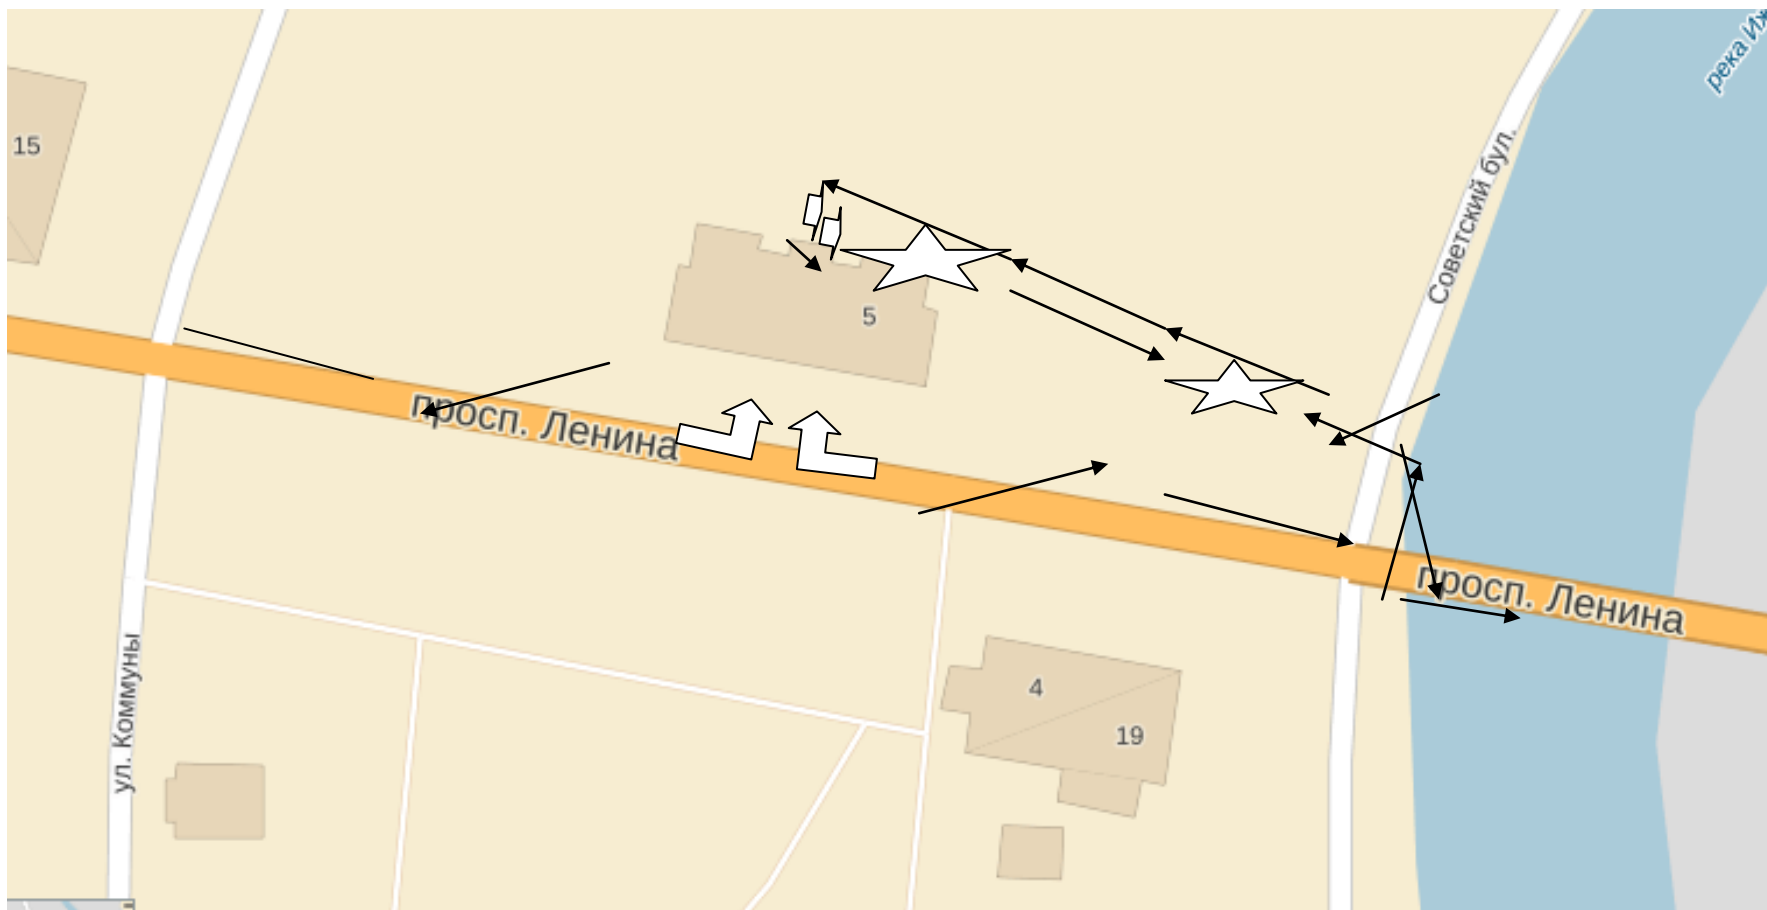 река Иж
15
Советский бул.
5
просп. Ленина
просп. Ленина
4
19
ул. Коммуны